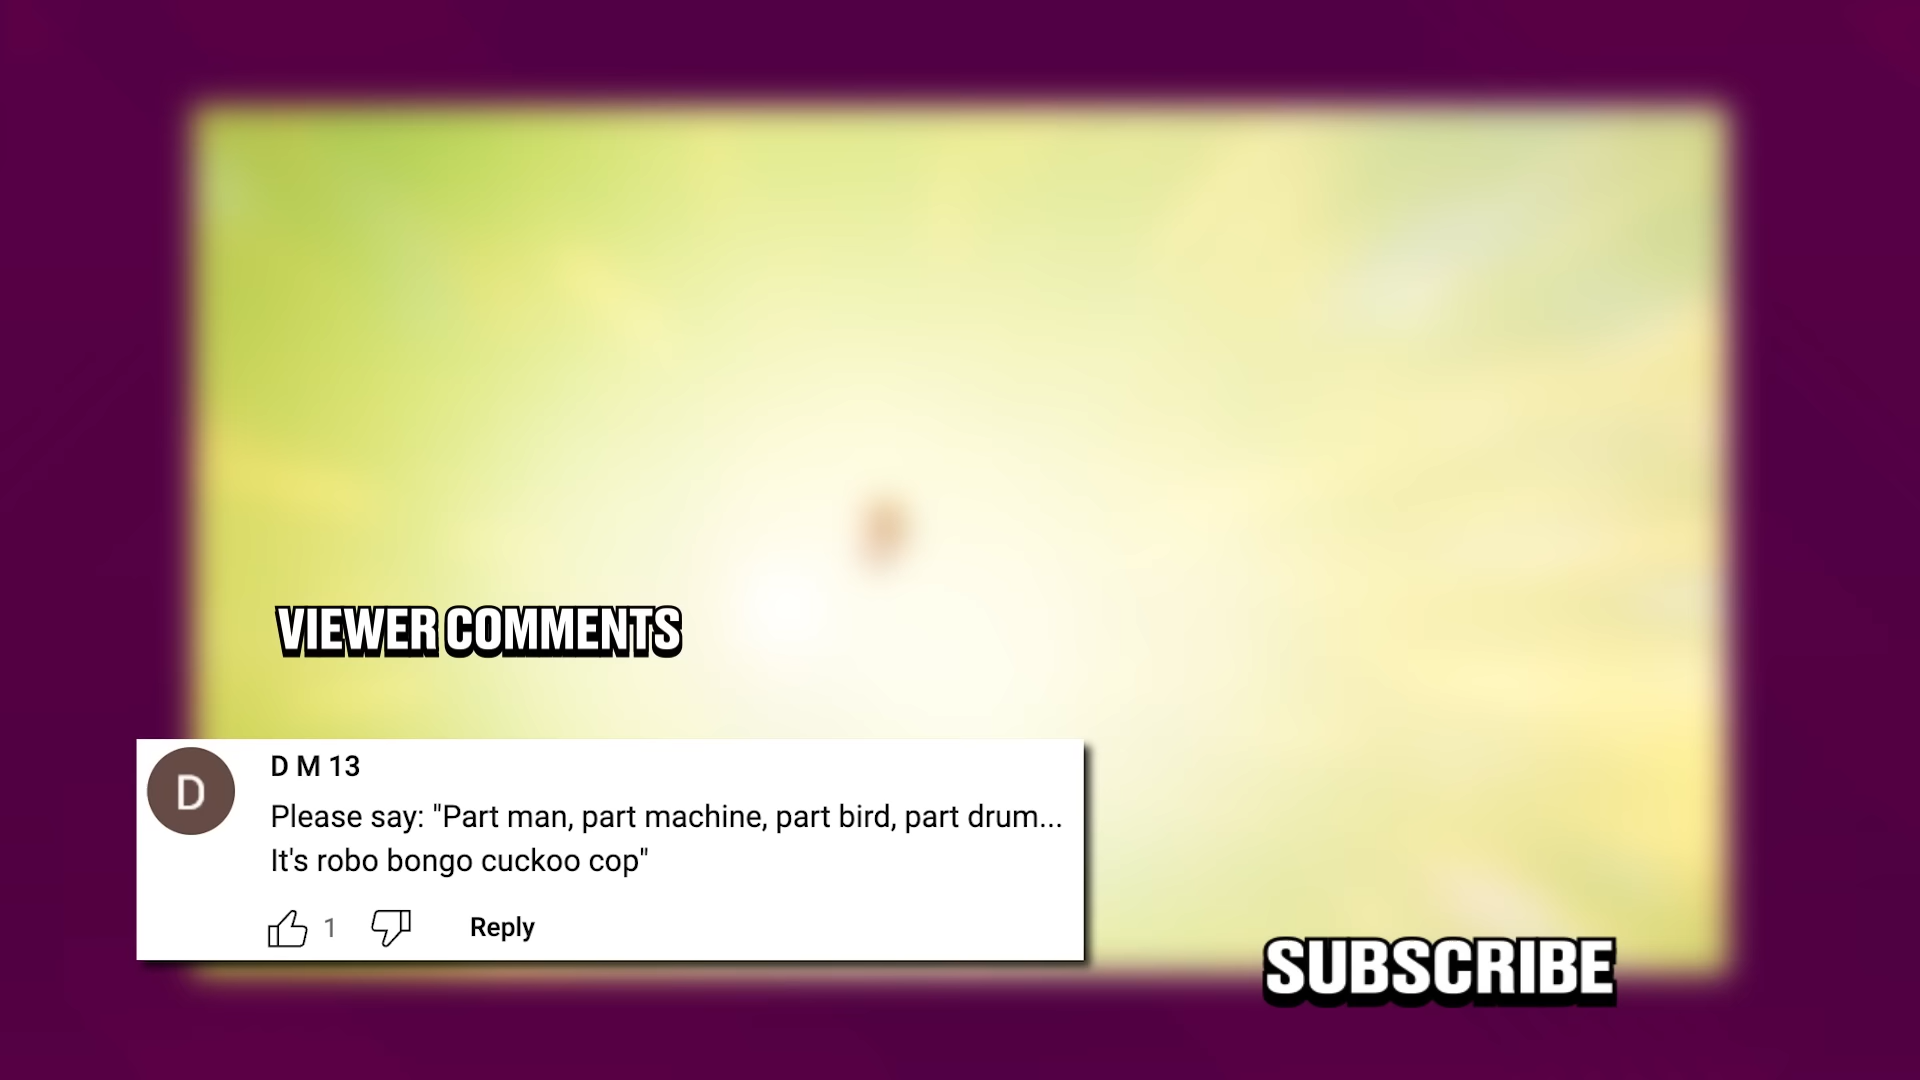 VIEWER COMMENTS
D
D M 13
Please say: "Part man, part machine, part bird, part drum...
It's robo bongo cuckoo cop"
1
Reply
SUBSCRIBE